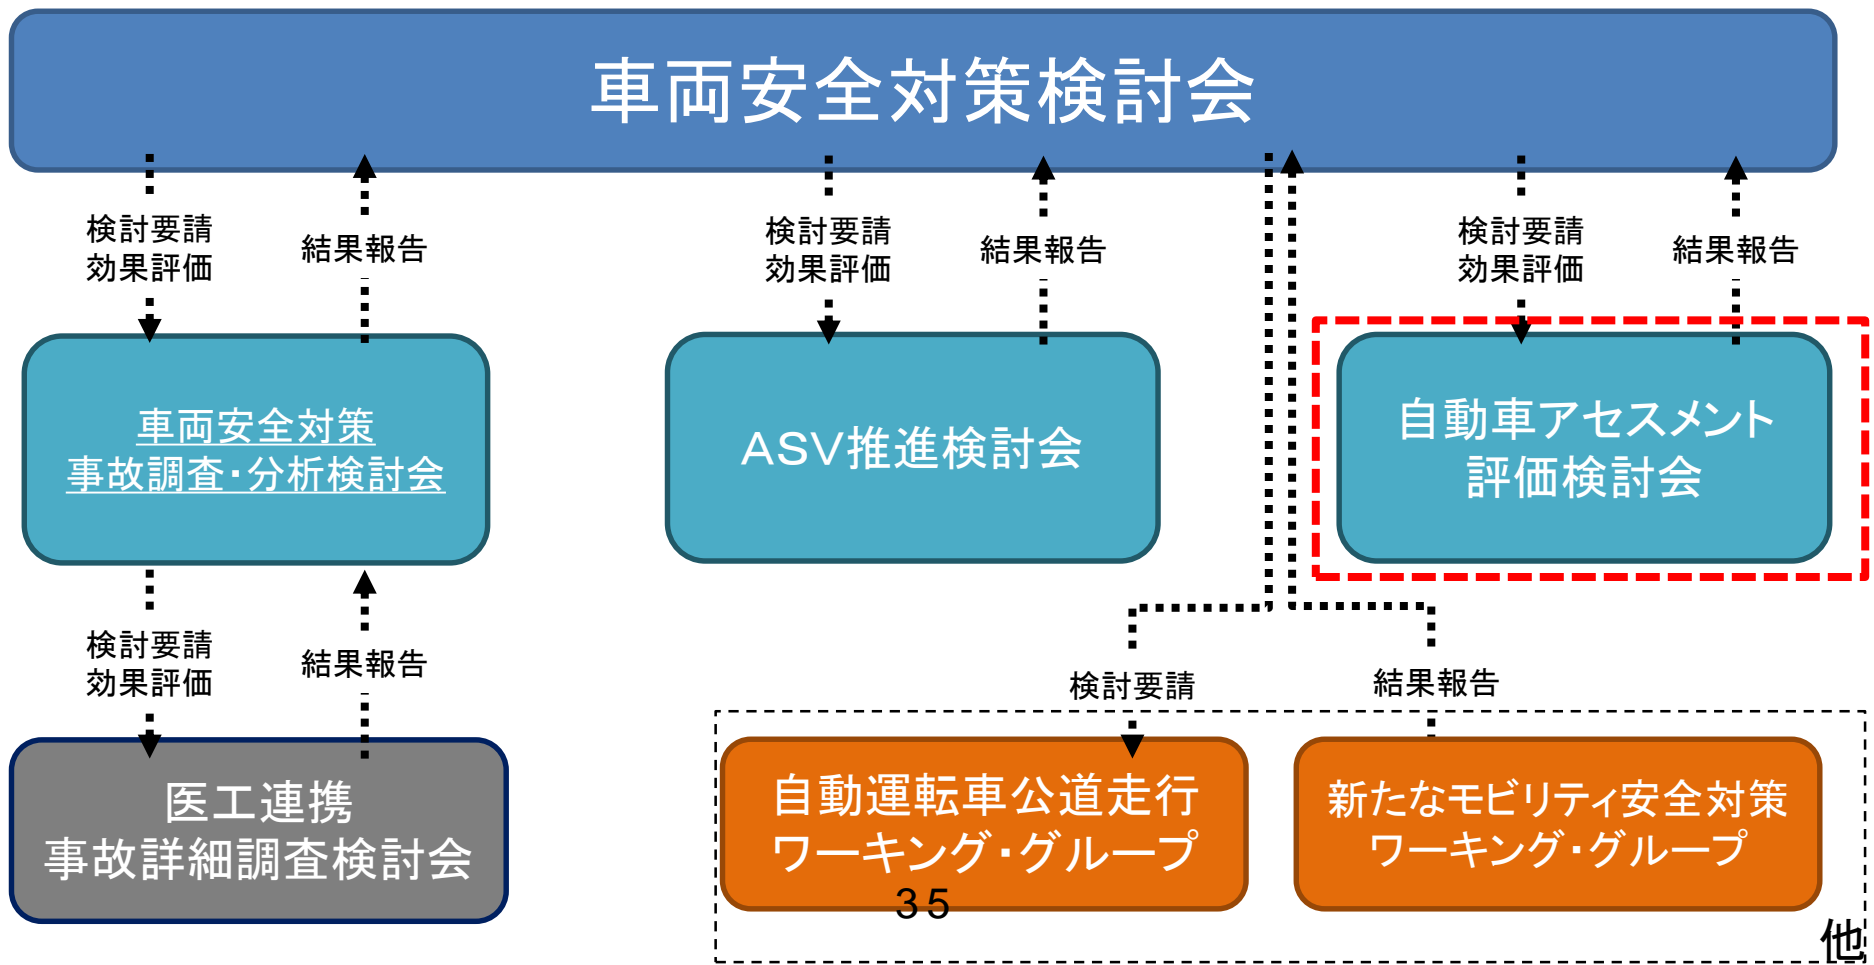 車両安全対策検討会
検討要請
効果評価
結果報告
検討要請
効果評価
結果報告
検討要請
効果評価
結果報告
車両安全対策
事故調査・分析検討会
ASV推進検討会
自動車アセスメント
評価検討会
検討要請
効果評価
結果報告
検討要請
結果報告
医工連携
事故詳細調査検討会
自動運転車公道走行
ワーキング・グループ
新たなモビリティ安全対策
ワーキング・グループ
35
他